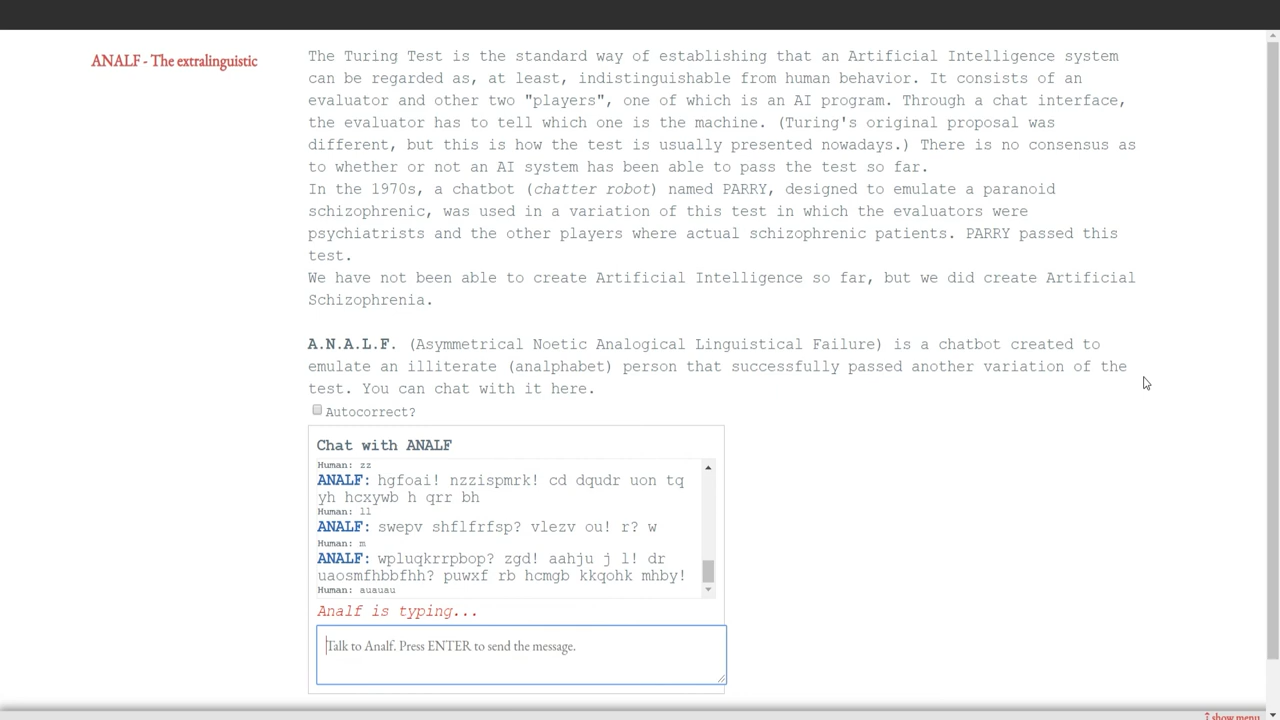 ANALF - The extralinguistic
The Turing Test is the standard way of establishing that an Artificial Intelligence system
can be regarded as, at least, indistinguishable from human behavior. It consists of an
evaluator and other two "players", one of which is an AI program. Through a chat interface,
the evaluator has to tell which one is the machine. (Turing's original proposal was
different, but this is how the test is usually presented nowadays.) There is no consensus as
to whether or not an AI system has been able to pass the test so far.
In the 1970s, a chatbot (chatter robot) named PARRY, designed to emulate a paranoid
schizophrenic, was used in a variation of this test in which the evaluators were
psychiatrists and the other players where actual schizophrenic patients. PARRY passed this
test.
We have not been able to create Artificial Intelligence so far, but we did create Artificial
Schizophrenia.
A.N.A.L.F. (Asymmetrical Noetic Analogical Linguistical Failure) is a chatbot created to
emulate an illiterate (analphabet) person that successfully passed another variation of the
test. You can chat with it here.
Autocorrect?
Chat with ANALF
Human: zz
ANALF: hgfoai! nzzispmrk! cd dqudr uon tq
yh hcxywb h qrr bh
Human: ll
ANALF: swepv shflfrfsp? vlezv ou! r? w
Human: m
ANALF: wpluqkrrpbop? zgd! aahju j l! dr
uaosmfhbbfhh? puwxf rb hcmgb kkqohk mhby!
Human: auauau
Analf is typing...
Talk to Analf. Press ENTER to send the message.
show menu